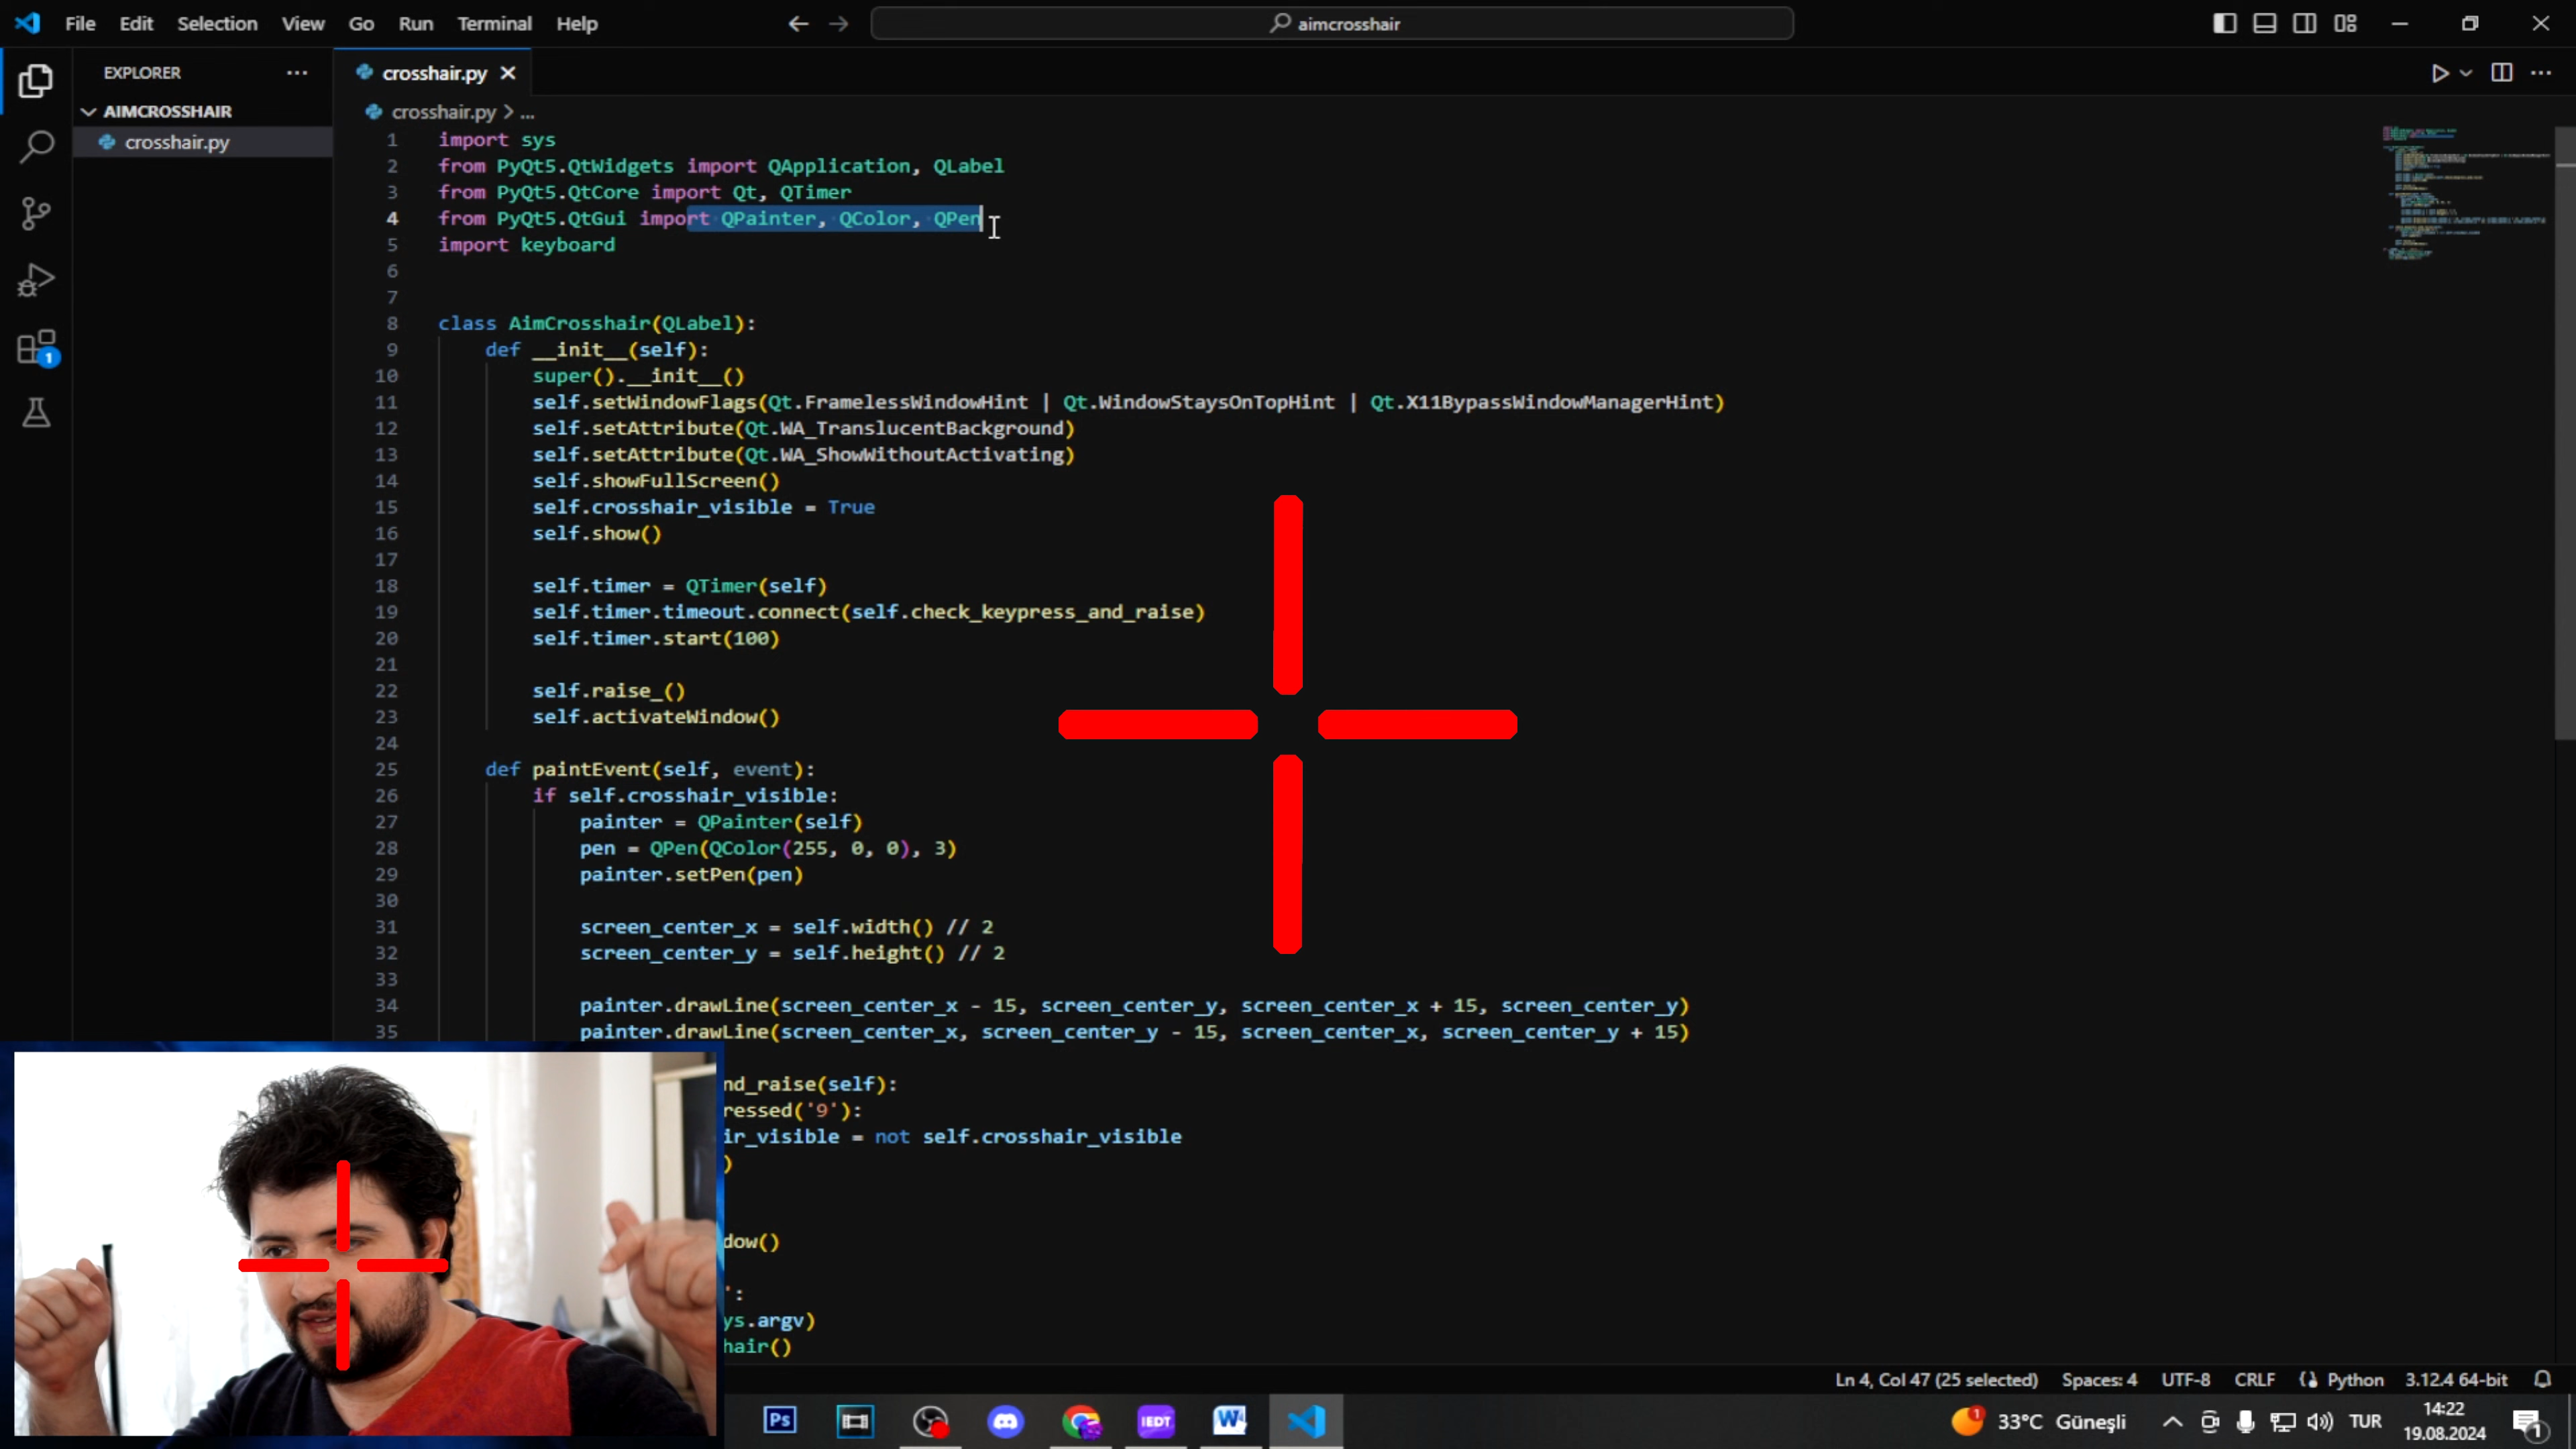 File Edit Selection View Go Run Terminal Help
aimcrosshair
EXPLORER
AIMCROSSHAIR
crosshair.py
crosshair.py
crosshair.py > ...
1 import sys
2 from PyQt5.QtWidgets import QApplication, QLabel
3 from PyQt5.QtCore import Qt, QTimer
4 from PyQt5.QtGui import QPainter, QColor, QPen
5 import keyboard
6
7
8 class AimCrosshair(QLabel):
9 def __init__(self):
10 super().__init__()
11 self.setWindowFlags(Qt.FramelessWindowHint | Qt.WindowStaysOnTopHint | Qt.X11BypassWindowManagerHint)
12 self.setAttribute(Qt.WA_TranslucentBackground)
13 self.setAttribute(Qt.WA_ShowWithoutActivating)
14 self.showFullScreen()
15 self.crosshair_visible = True
16 self.show()
17
18 self.timer = QTimer(self)
19 self.timer.timeout.connect(self.check_keypress_and_raise)
20 self.timer.start(100)
21
22 self.raise_()
23 self.activateWindow()
24
25 def paintEvent(self, event):
26 if self.crosshair_visible:
27 painter = QPainter(self)
28 pen = QPen(QColor(255, 0, 0), 3)
29 painter.setPen(pen)
30
31 screen_center_x = self.width() // 2
32 screen_center_y = self.height() // 2
33
34 painter.drawLine(screen_center_x - 15, screen_center_y, screen_center_x + 15, screen_center_y)
35 painter.drawLine(screen_center_x, screen_center_y - 15, screen_center_x, screen_center_y + 15)
nd_raise(self):
ressed('9'):
ir_visible = not self.crosshair_visible
)
dow()
':
ys.argv)
hair()
Ln 4, Col 47 (25 selected) Spaces: 4 UTF-8 CRLF Python 3.12.4 64-bit
Ps IEDT W 1 33°C Güneşli TUR 14:22
19.08.2024 1